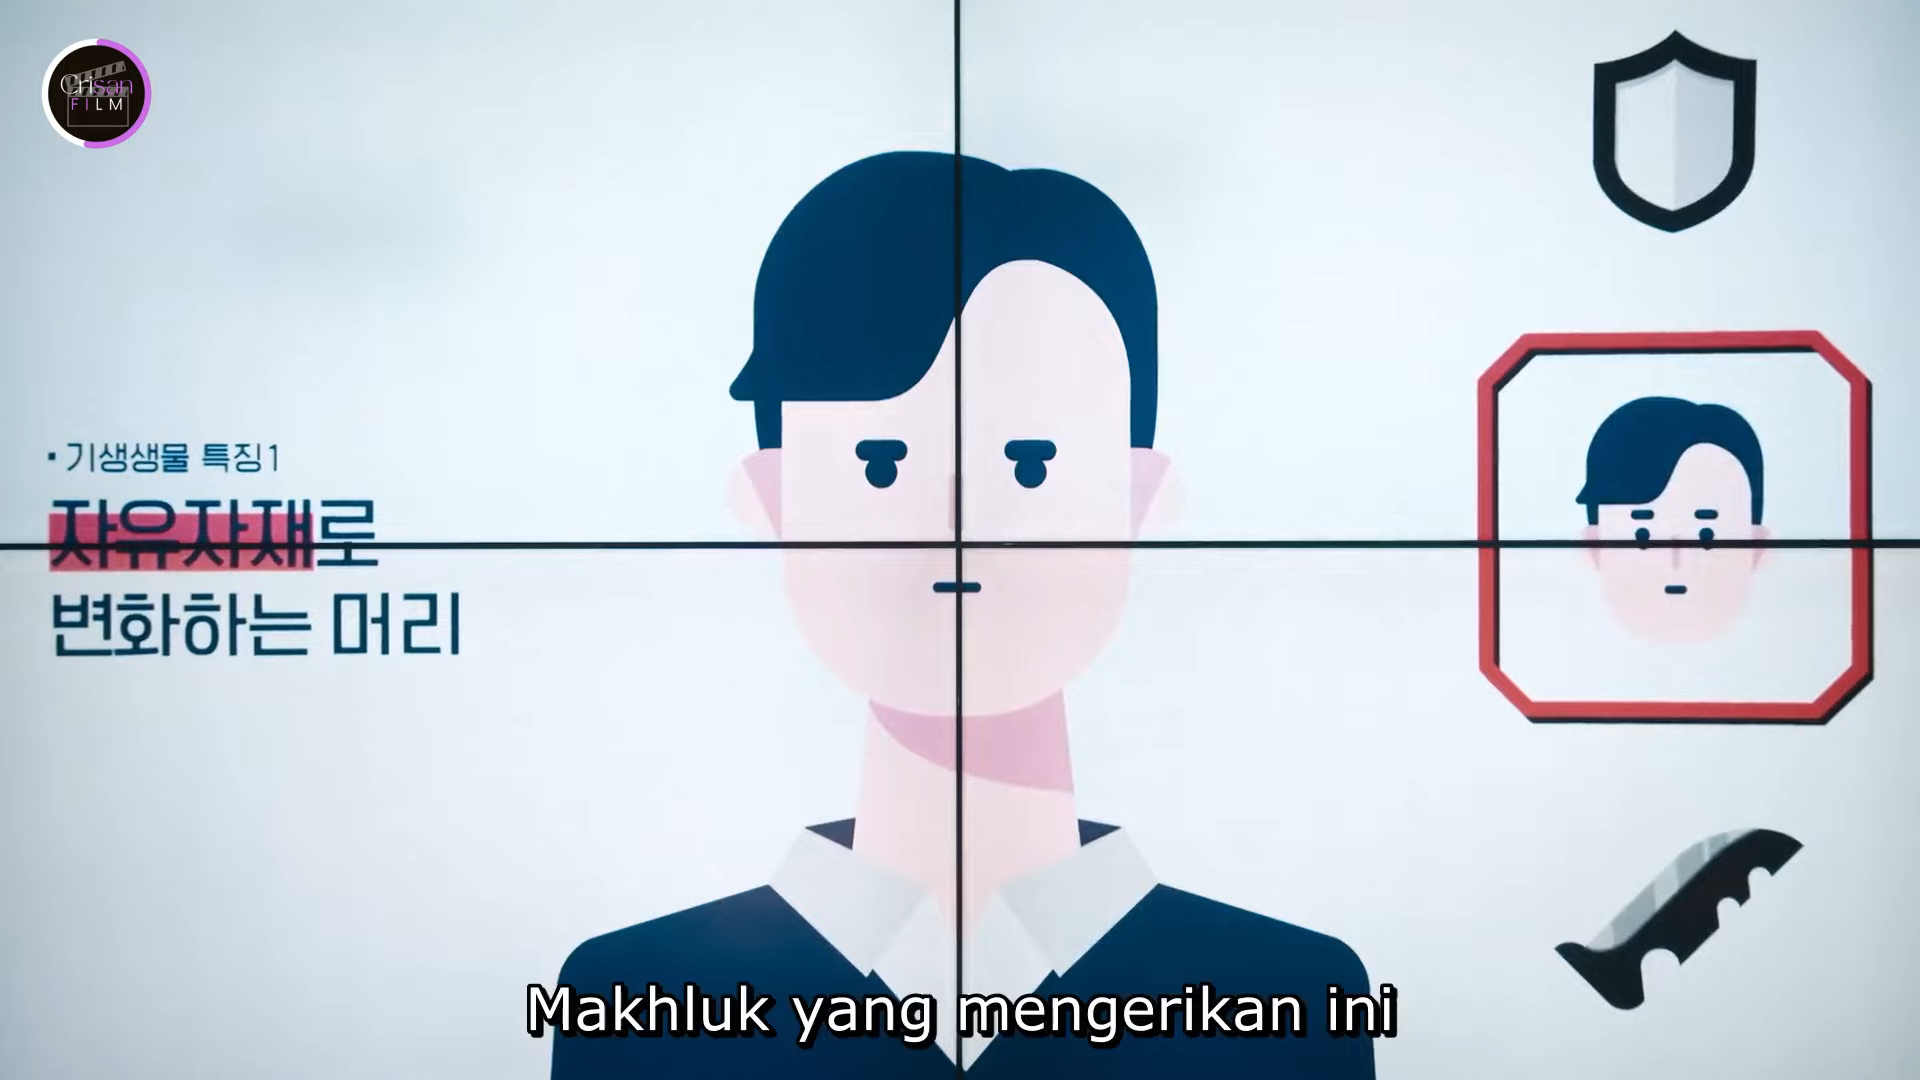 Crisan
FILM
· 기생생물 특징1
자유자재로
변화하는 머리
Makhluk yang mengerikan ini